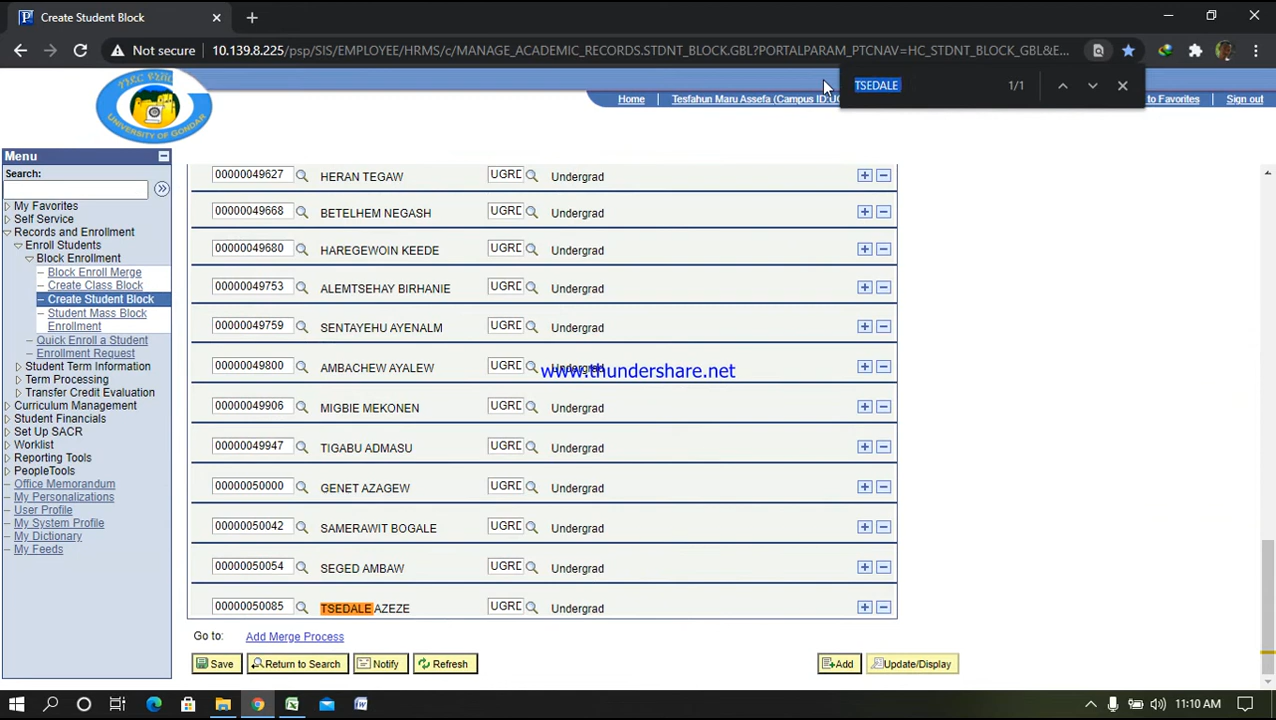 Create Student Block
Not secure
10.139.8.225/psp/SIS/EMPLOYEE/HRMS/c/MANAGE_ACADEMIC_RECORDS.STDNT_BLOCK.GBL?PORTALPARAM_PTCNAV=HC_STDNT_BLOCK_GBL&E...
TSEDALE 1/1
Home
Tesfahun Maru Assefa (Campus ID:UO
to Favorites
Sign out
UNIVERSITY OF GONDAR
Menu
Search:
My Favorites
Self Service
Records and Enrollment
Enroll Students
Block Enrollment
Block Enroll Merge
Create Class Block
Create Student Block
Student Mass Block
Enrollment
Quick Enroll a Student
Enrollment Request
Student Term Information
Term Processing
Transfer Credit Evaluation
Curriculum Management
Student Financials
Set Up SACR
Worklist
Reporting Tools
PeopleTools
Office Memorandum
My Personalizations
User Profile
My System Profile
My Dictionary
My Feeds
00000049627 HERAN TEGAW UGRD Undergrad
00000049668 BETELHEM NEGASH UGRD Undergrad
00000049680 HAREGEWOIN KEEDE UGRD Undergrad
00000049753 ALEMTSEHAY BIRHANIE UGRD Undergrad
00000049759 SENTAYEHU AYENALM UGRD Undergrad
00000049800 AMBACHEW AYALEW UGRD Undergrad
www.thundershare.net
00000049906 MIGBIE MEKONEN UGRD Undergrad
00000049947 TIGABU ADMASU UGRD Undergrad
00000050000 GENET AZAGEW UGRD Undergrad
00000050042 SAMERAWIT BOGALE UGRD Undergrad
00000050054 SEGED AMBAW UGRD Undergrad
00000050085 TSEDALE AZEZE UGRD Undergrad
Go to: Add Merge Process
Save Return to Search Notify Refresh Add Update/Display
11:10 AM